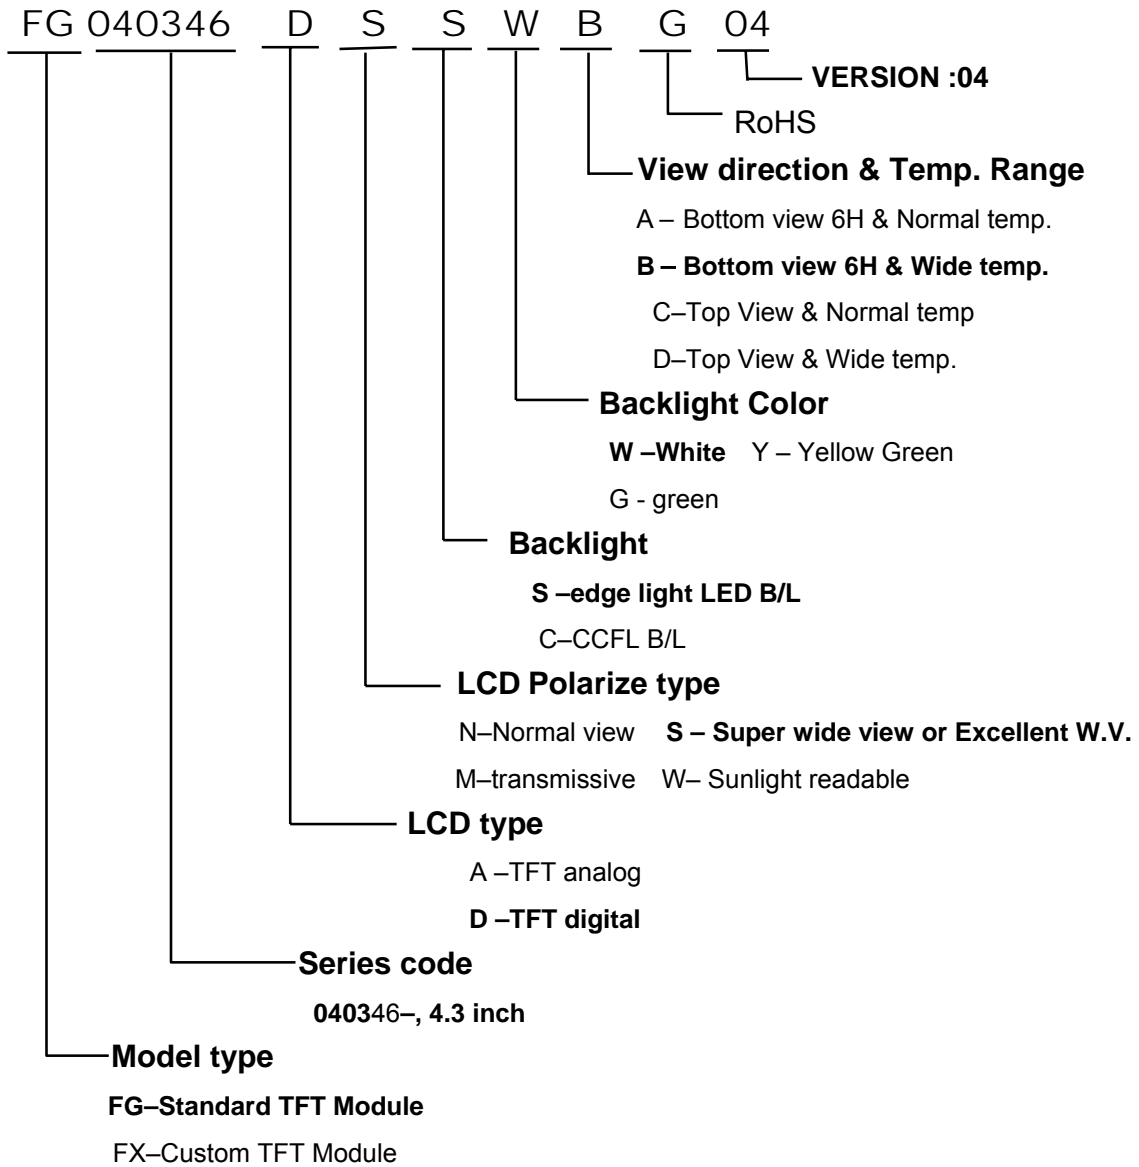 FG 040346 D S S W B G 04
VERSION :04
RoHS
View direction & Temp. Range
A – Bottom view 6H & Normal temp.
B – Bottom view 6H & Wide temp.
C–Top View & Normal temp
D–Top View & Wide temp.
Backlight Color
W –White Y – Yellow Green
G - green
Backlight
S –edge light LED B/L
C–CCFL B/L
LCD Polarize type
N–Normal view S – Super wide view or Excellent W.V.
M–transmissive W– Sunlight readable
LCD type
A –TFT analog
D –TFT digital
Series code
040346–, 4.3 inch
Model type
FG–Standard TFT Module
FX–Custom TFT Module